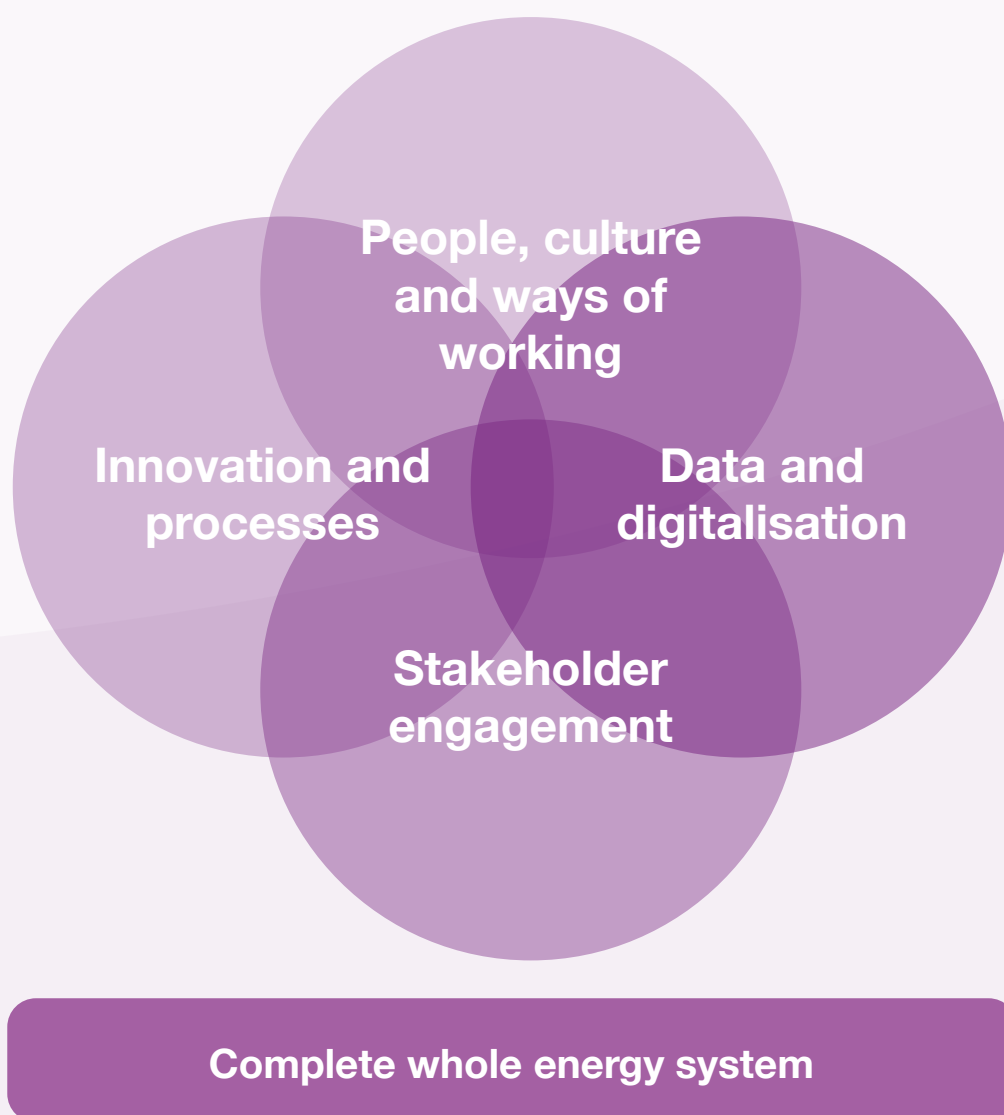 People, culture
and ways of
working
Innovation and
processes
Data and
digitalisation
Stakeholder
engagement
Complete whole energy system